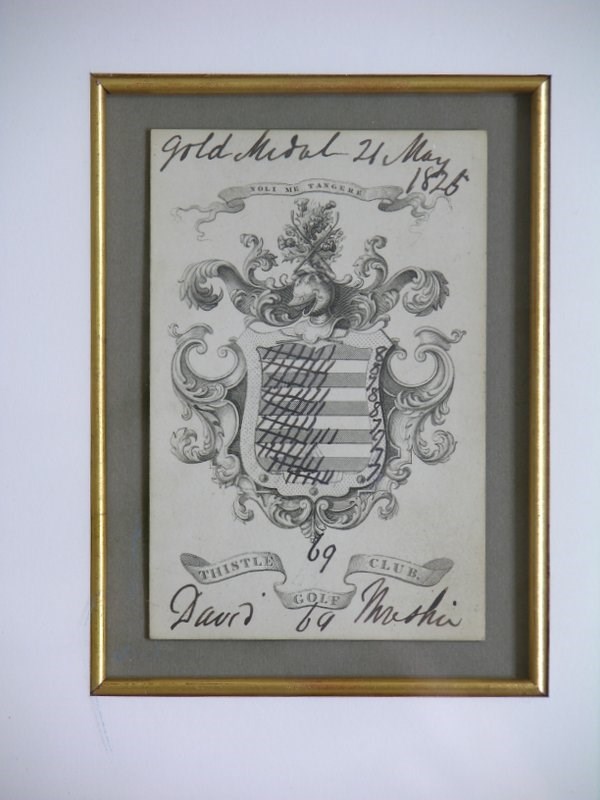 Gold Medal 21 May
1825
NOLI ME TANGERE
69
THISTLE GOLF CLUB.
David 69